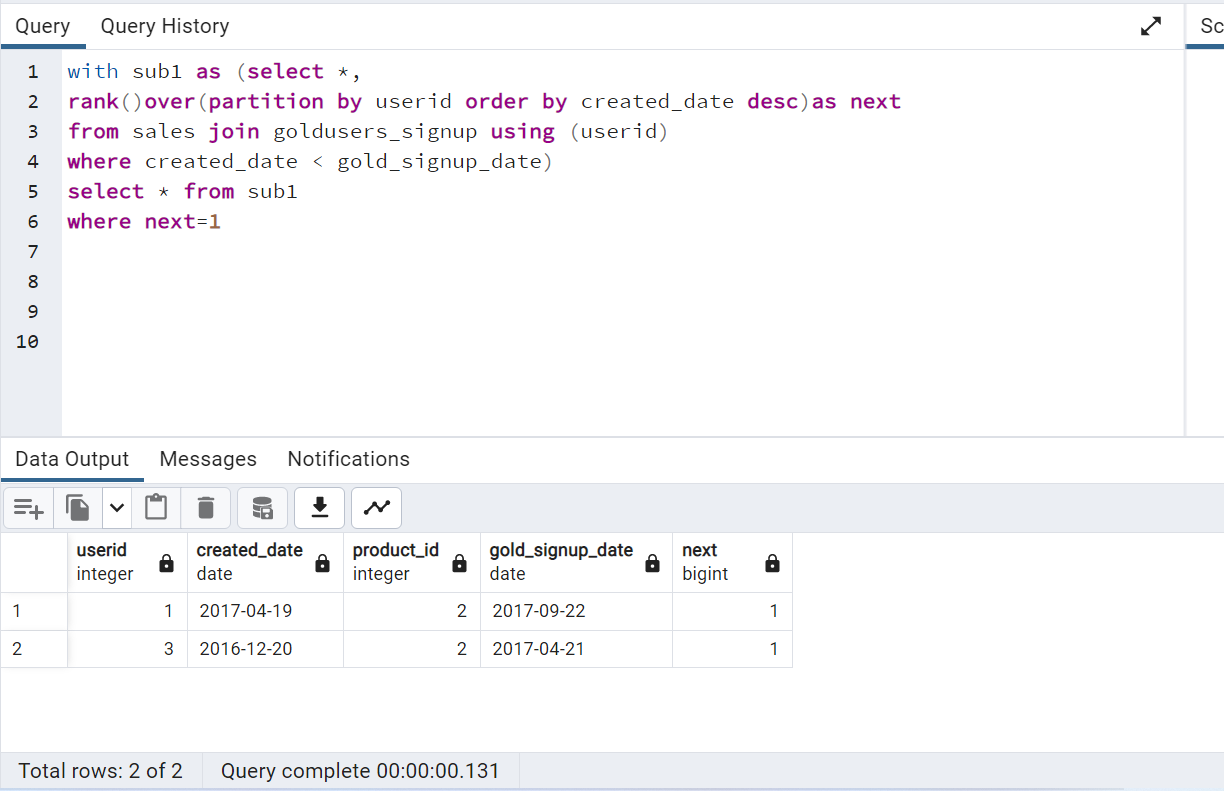 Query Query History Sc
1 with sub1 as (select *,
2 rank()over(partition by userid order by created_date desc)as next
3 from sales join goldusers_signup using (userid)
4 where created_date < gold_signup_date)
5 select * from sub1
6 where next=1
7
8
9
10
Data Output Messages Notifications
userid created_date product_id gold_signup_date next
integer date integer date bigint
1 1 2017-04-19 2 2017-09-22 1
2 3 2016-12-20 2 2017-04-21 1
Total rows: 2 of 2 Query complete 00:00:00.131